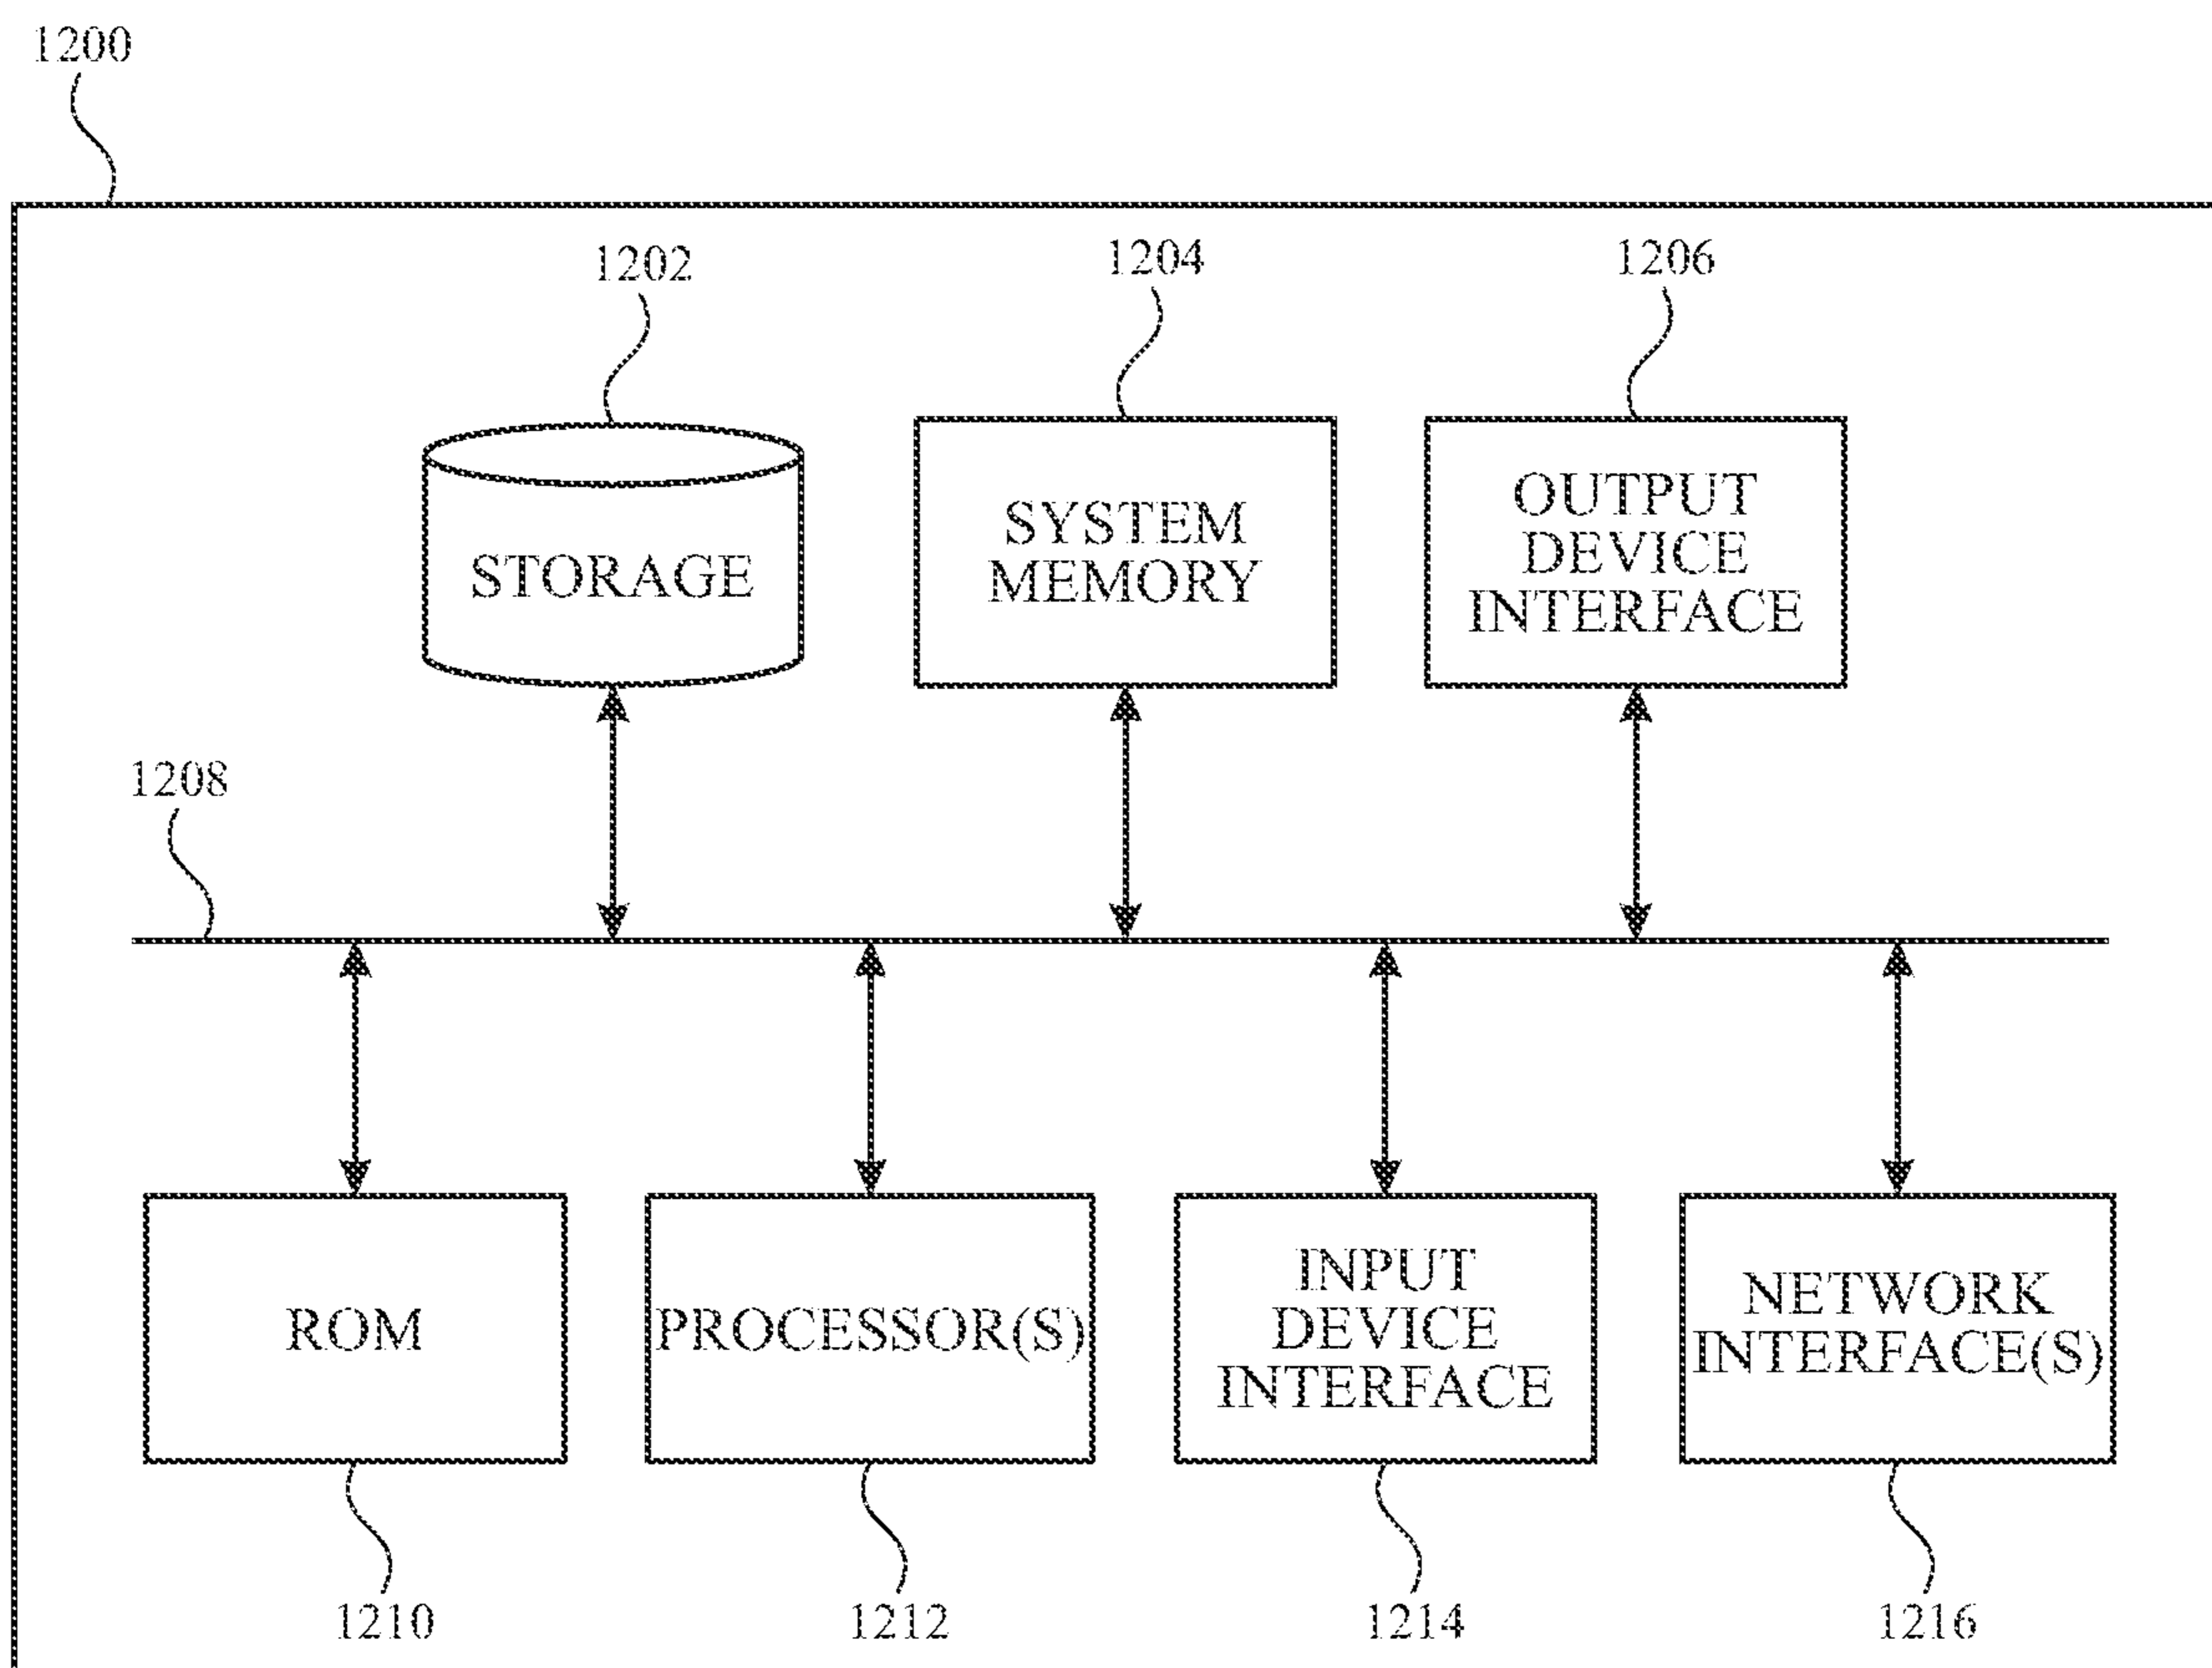 1200
1202
1204
1206
STORAGE
SYSTEM
MEMORY
OUTPUT
DEVICE
INTERFACE
1208
ROM
PROCESSOR(S)
INPUT
DEVICE
INTERFACE
NETWORK
INTERFACE(S)
1210
1212
1214
1216